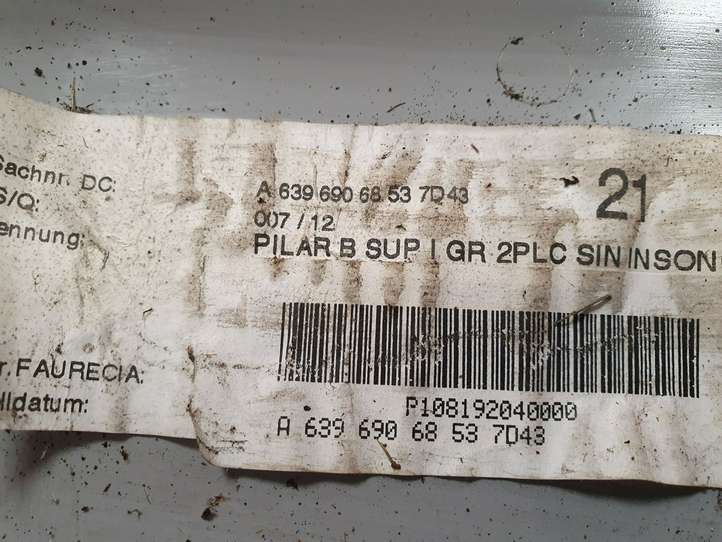 Sachnr. DC: A 639 690 68 53 7D43 21
S/Q: 007 / 12
ennung: PILAR B SUP I GR 2PLC SIN INSON
r. FAURECIA: P108192040000
lldatum: A 639 690 68 53 7D43